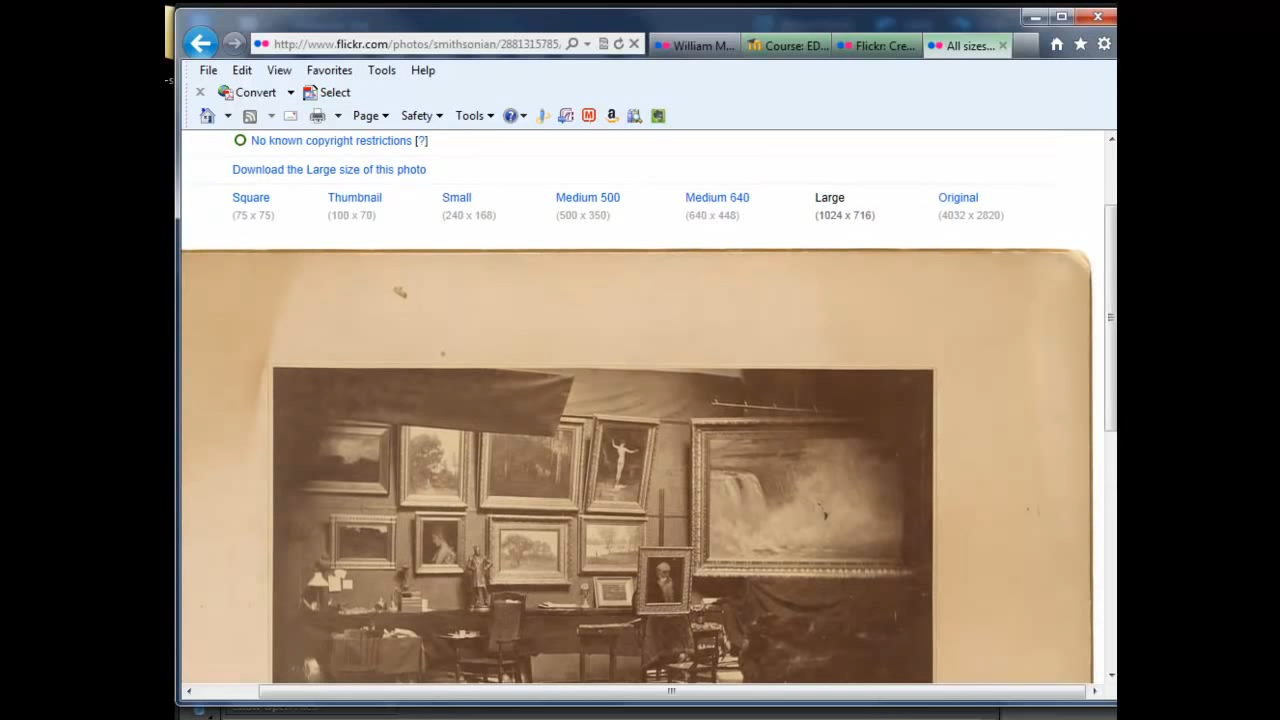 http://www.flickr.com/photos/smithsonian/2881315785, William M... Course: ED... Flickr: Cre... All sizes...
File Edit View Favorites Tools Help
Convert Select
Page Safety Tools
No known copyright restrictions [?]
Download the Large size of this photo
Square Thumbnail Small Medium 500 Medium 640 Large Original
(75 x 75) (100 x 70) (240 x 168) (500 x 350) (640 x 448) (1024 x 716) (4032 x 2820)